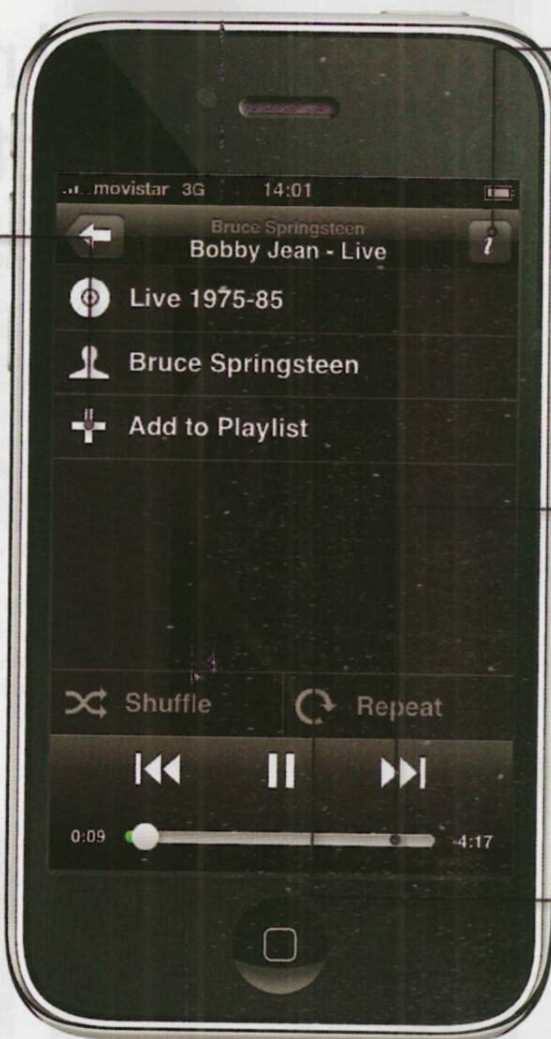 movistar 3G 14:01
Bruce Springsteen
Bobby Jean - Live
i
Live 1975-85
Bruce Springsteen
Add to Playlist
Shuffle
Repeat
0:09
-4:17